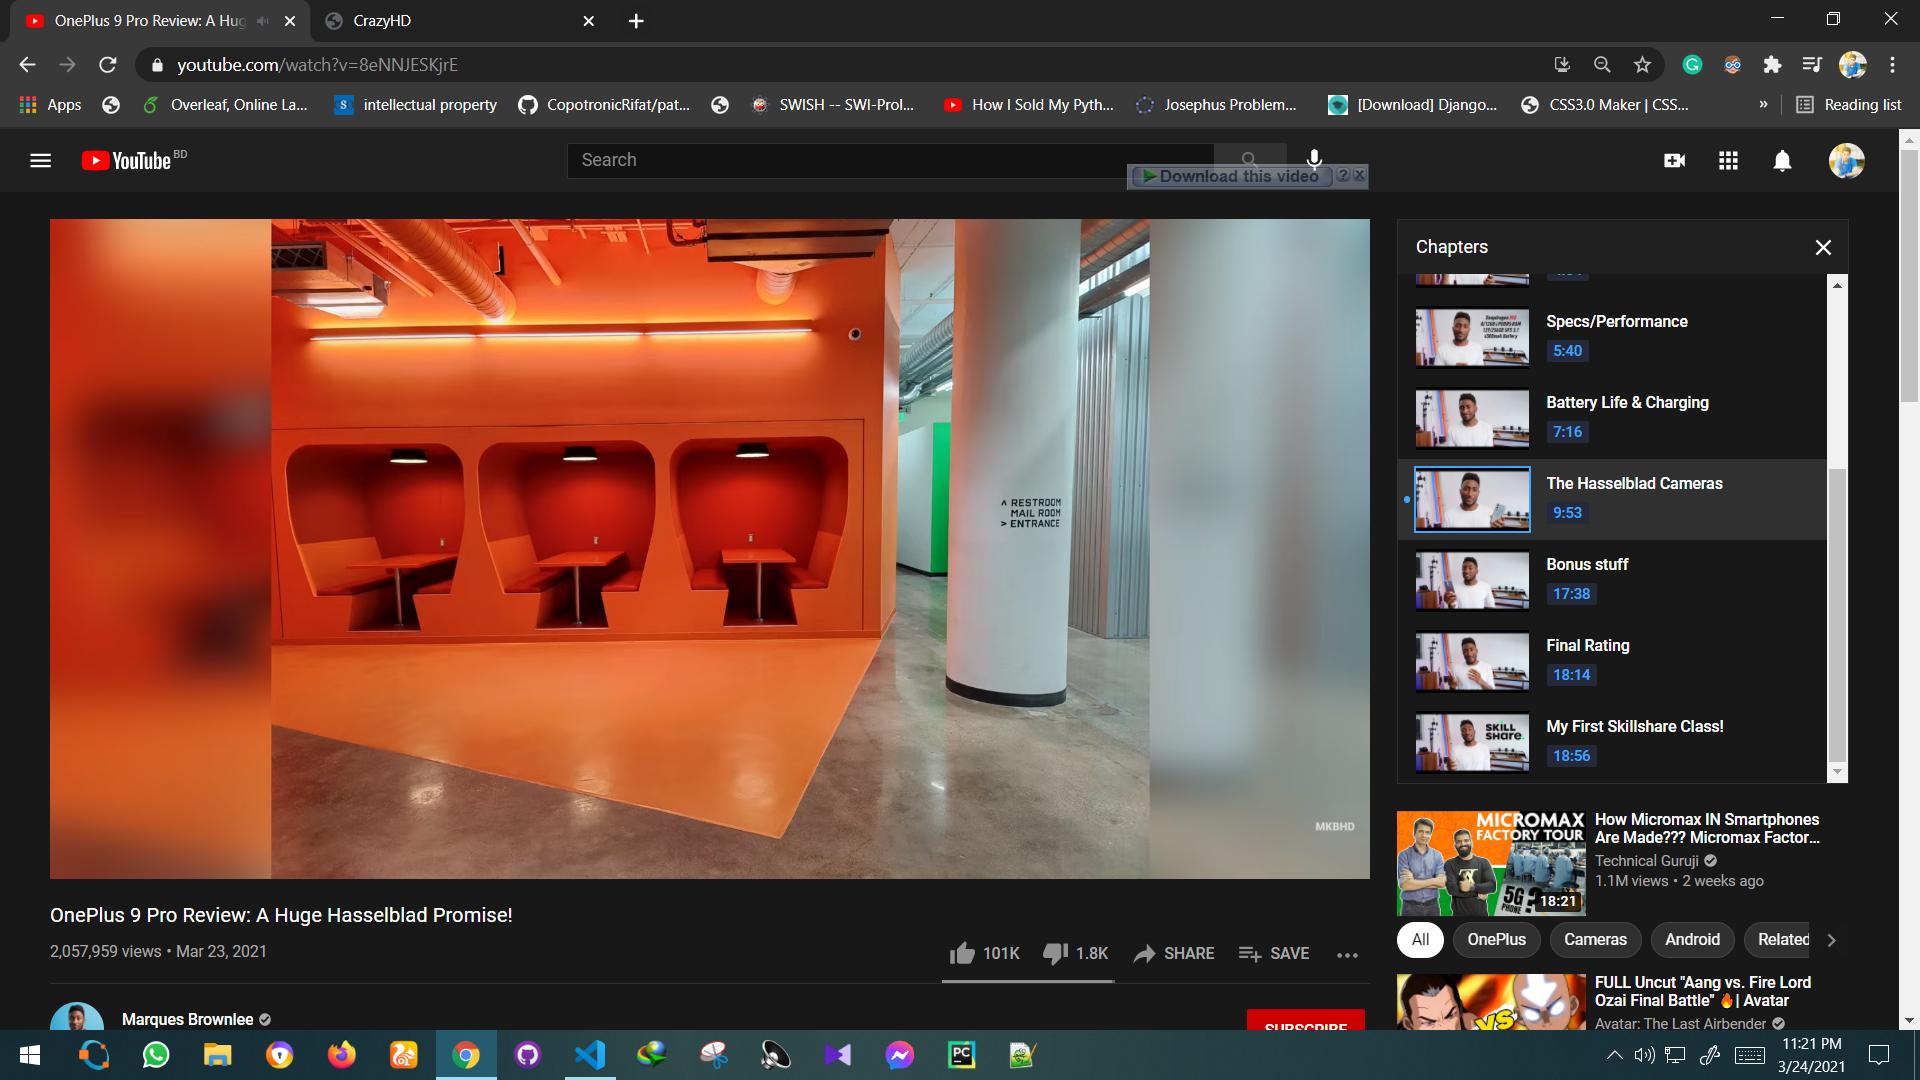 OnePlus 9 Pro Review: A Hug
CrazyHD
youtube.com/watch?v=8eNNJESKjrE
Apps
Overleaf, Online La...
intellectual property
CopotronicRifat/pat...
SWISH -- SWI-Prol...
How I Sold My Pyth...
Josephus Problem...
[Download] Django...
CSS3.0 Maker | CSS...
»
Reading list
YouTube BD
Search
Download this video
Chapters
Specs/Performance
5:40
Battery Life & Charging
7:16
The Hasselblad Cameras
9:53
Bonus stuff
17:38
Final Rating
18:14
SKILL
SHARE.
My First Skillshare Class!
18:56
^ RESTROOM
MAIL ROOM
> ENTRANCE
MKBHD
OnePlus 9 Pro Review: A Huge Hasselblad Promise!
2,057,959 views • Mar 23, 2021
101K
1.8K
SHARE
SAVE
Marques Brownlee
SUBSCRIBE
MICROMAX
FACTORY TOUR
5G ?
PHONE
18:21
How Micromax IN Smartphones
Are Made??? Micromax Factor...
Technical Guruji
1.1M views • 2 weeks ago
All
OnePlus
Cameras
Android
Related
VS
FULL Uncut "Aang vs. Fire Lord
Ozai Final Battle" 🔥| Avatar
Avatar: The Last Airbender
PC
11:21 PM
3/24/2021